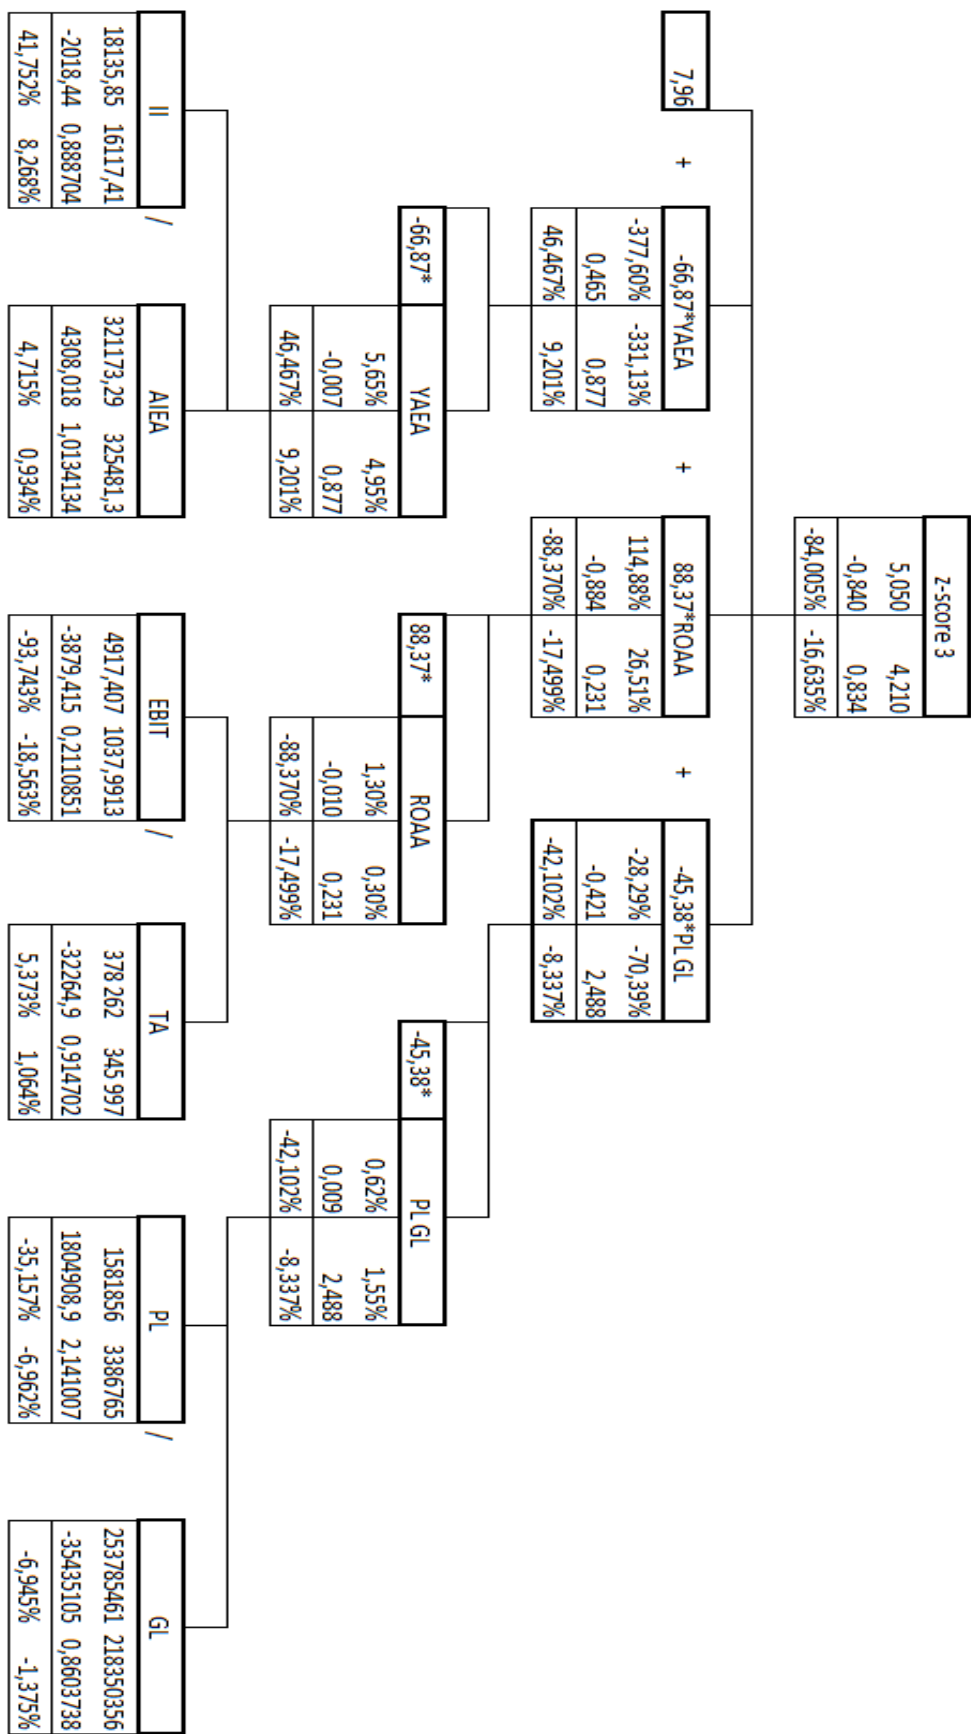 z-score 3
5,050 4,210
-0,840 0,834
-84,005% -16,635%
7,96 + -66,87*YAEA + 88,37*ROAA + -45,38*PLGL
-377,60% -331,13% 114,88% 26,51% -28,29% -70,39%
0,465 0,877 -0,884 0,231 -0,421 2,488
46,467% 9,201% -88,370% -17,499% -42,102% -8,337%
-66,87* YAEA 88,37* ROAA -45,38* PLGL
5,65% 4,95% 1,30% 0,30% 0,62% 1,55%
-0,007 0,877 -0,010 0,231 0,009 2,488
46,467% 9,201% -88,370% -17,499% -42,102% -8,337%
II / AIEA EBIT / TA PL / GL
18135,85 16117,41 321173,29 325481,3 4917,407 1037,9913 378 262 345 997 1581856 3386765 253785461 218350356
-2018,44 0,888704 4308,018 1,0134134 -3879,415 0,2110851 -32264,9 0,914702 1804908,9 2,141007 -35435105 0,8603738
41,752% 8,268% 4,715% 0,934% -93,743% -18,563% 5,373% 1,064% -35,157% -6,962% -6,945% -1,375%